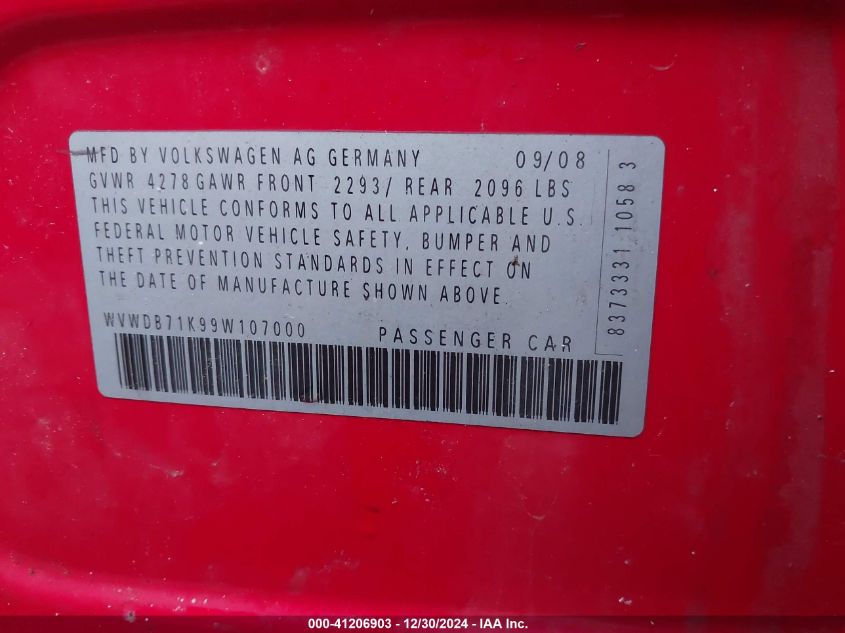 MFD BY VOLKSWAGEN AG GERMANY 09/08
GVWR 4278 GAWR FRONT 2293/ REAR 2096 LBS
THIS VEHICLE CONFORMS TO ALL APPLICABLE U.S.
FEDERAL MOTOR VEHICLE SAFETY, BUMPER AND
THEFT PREVENTION STANDARDS IN EFFECT ON
THE DATE OF MANUFACTURE SHOWN ABOVE.
WVWDB71K99W107000 PASSENGER CAR
8373331 1058 3
000-41206903 - 12/30/2024 - IAA Inc.